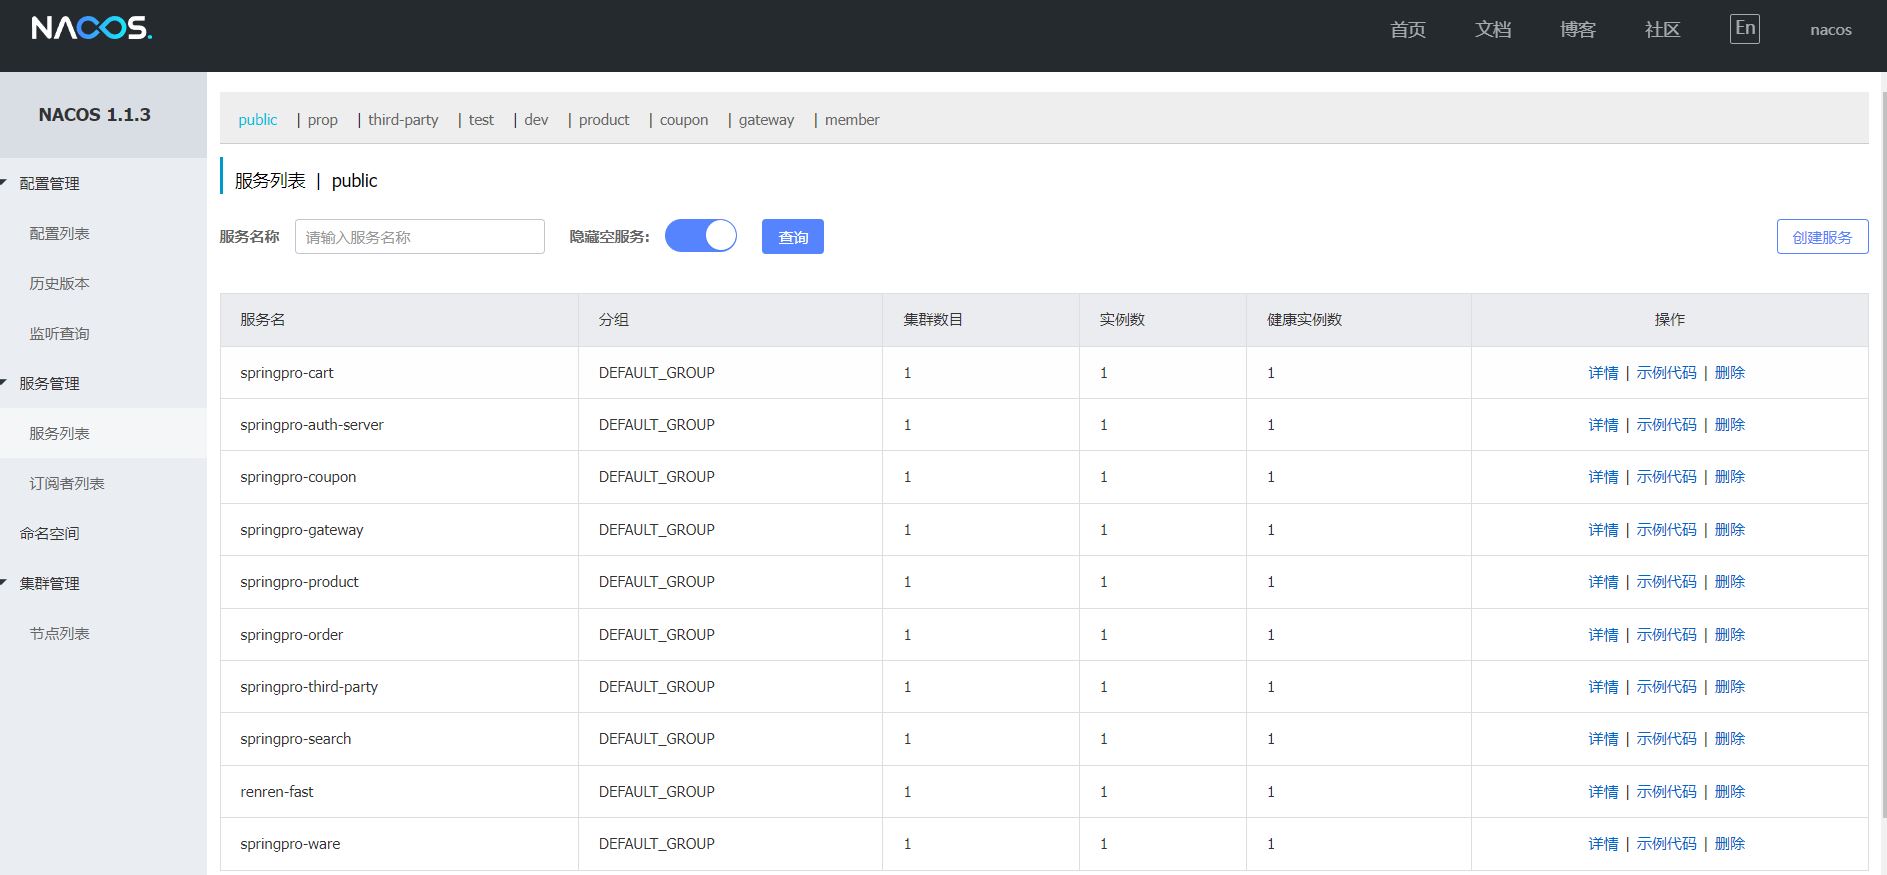 NACOS. 首页 文档 博客 社区 En nacos
NACOS 1.1.3
配置管理
配置列表
历史版本
监听查询
服务管理
服务列表
订阅者列表
命名空间
集群管理
节点列表
public | prop | third-party | test | dev | product | coupon | gateway | member
服务列表 | public
服务名称 请输入服务名称 隐藏空服务: 查询 创建服务
服务名 分组 集群数目 实例数 健康实例数 操作
springpro-cart DEFAULT_GROUP 1 1 1 详情 | 示例代码 | 删除
springpro-auth-server DEFAULT_GROUP 1 1 1 详情 | 示例代码 | 删除
springpro-coupon DEFAULT_GROUP 1 1 1 详情 | 示例代码 | 删除
springpro-gateway DEFAULT_GROUP 1 1 1 详情 | 示例代码 | 删除
springpro-product DEFAULT_GROUP 1 1 1 详情 | 示例代码 | 删除
springpro-order DEFAULT_GROUP 1 1 1 详情 | 示例代码 | 删除
springpro-third-party DEFAULT_GROUP 1 1 1 详情 | 示例代码 | 删除
springpro-search DEFAULT_GROUP 1 1 1 详情 | 示例代码 | 删除
renren-fast DEFAULT_GROUP 1 1 1 详情 | 示例代码 | 删除
springpro-ware DEFAULT_GROUP 1 1 1 详情 | 示例代码 | 删除